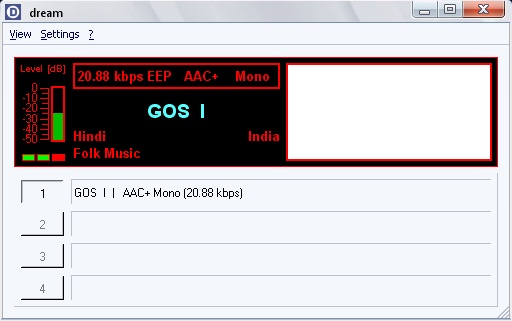 D dream
View Settings ?
Level [dB]
20.88 kbps EEP AAC+ Mono
0
-10
-20
-30
-40
-50
GOS I
Hindi India
Folk Music
1 GOS I | AAC+ Mono (20.88 kbps)
2
3
4